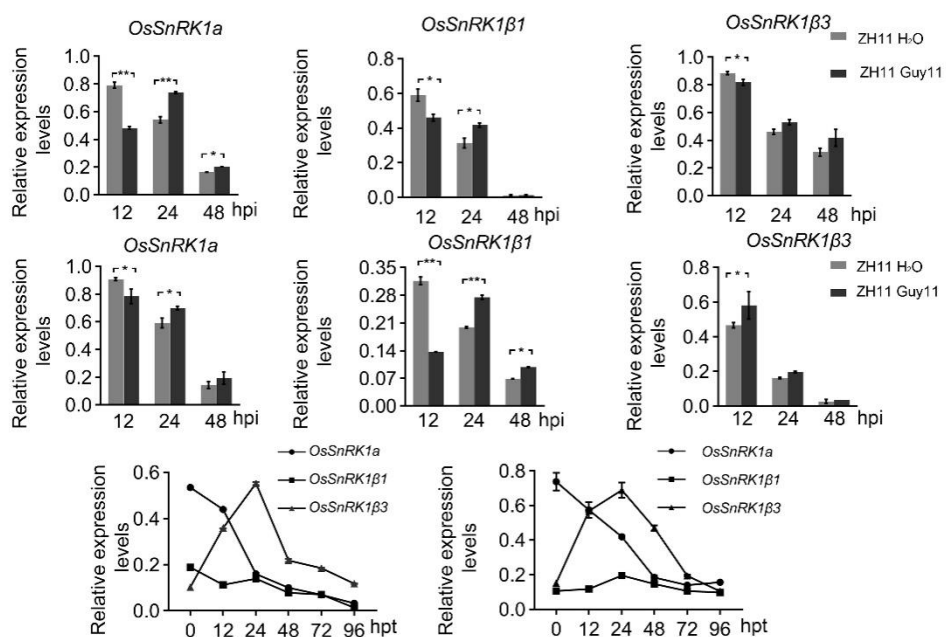 OsSnRK1a
OsSnRK1β1
OsSnRK1β3
ZH11 H₂O
ZH11 Guy11
Relative expression
levels
1.0
0.8
0.6
0.4
0.2
0.0
**
**
*
12 24 48 hpi
Relative expression
levels
0.8
0.6
0.4
0.2
0.0
*
*
12 24 48 hpi
Relative expression
levels
1.0
0.8
0.6
0.4
0.2
0.0
*
12 24 48 hpi
OsSnRK1a
OsSnRK1β1
OsSnRK1β3
ZH11 H₂O
ZH11 Guy11
Relative expression
levels
1.0
0.8
0.6
0.4
0.2
0.0
*
*
12 24 48 hpi
Relative expression
levels
0.35
0.28
0.21
0.14
0.07
0.00
**
**
*
12 24 48 hpi
Relative expression
levels
0.6
0.4
0.2
0.0
*
12 24 48 hpi
OsSnRK1a
OsSnRK1β1
OsSnRK1β3
Relative expression
levels
0.6
0.4
0.2
0.0
0 12 24 48 72 96 hpt
OsSnRK1a
OsSnRK1β1
OsSnRK1β3
Relative expression
levels
0.8
0.6
0.4
0.2
0.0
0 12 24 48 72 96 hpt